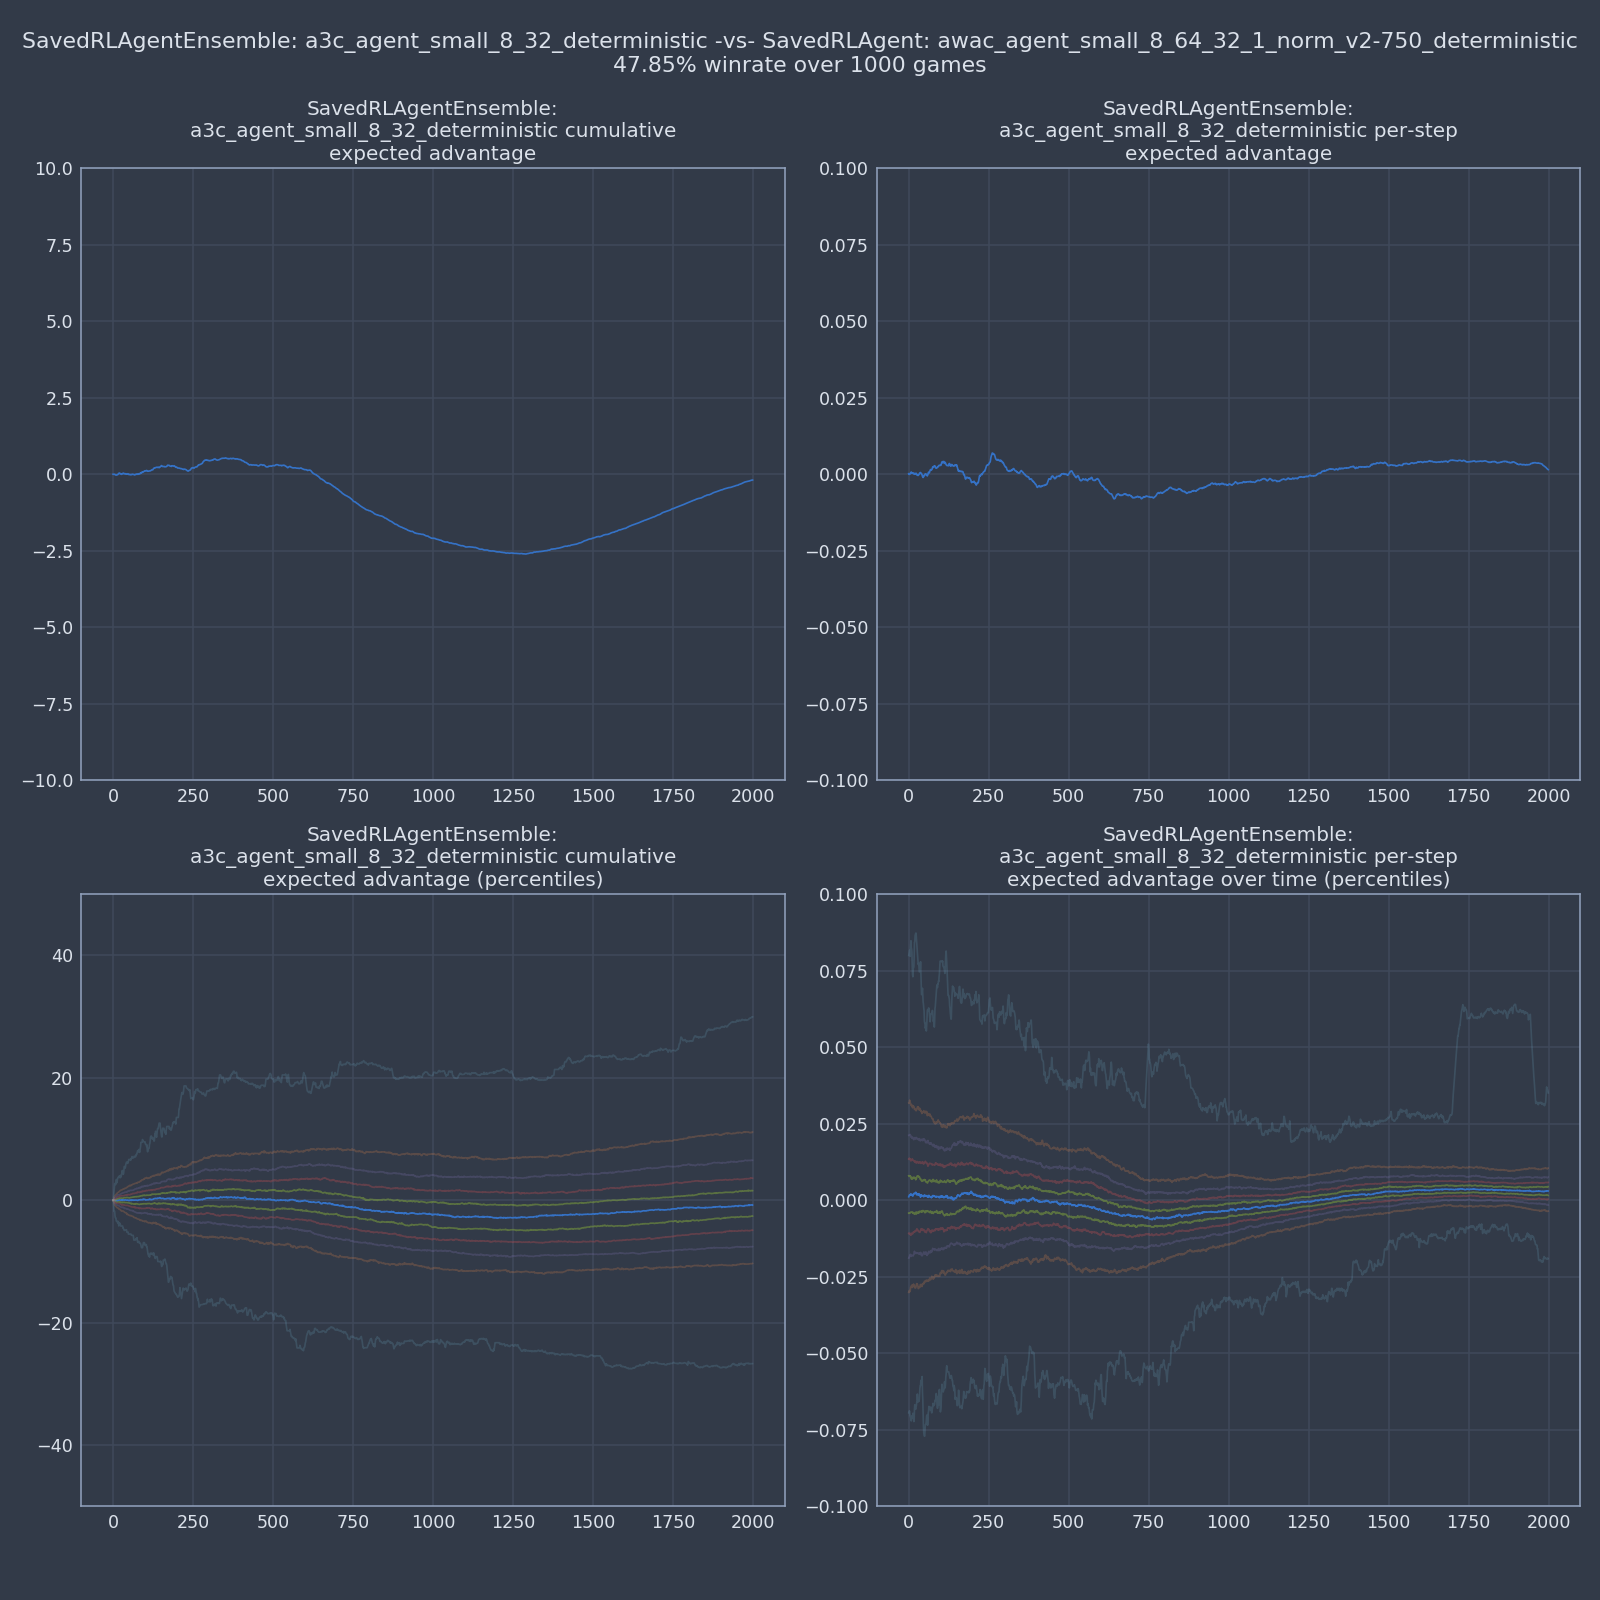 SavedRLAgentEnsemble: a3c_agent_small_8_32_deterministic -vs- SavedRLAgent: awac_agent_small_8_64_32_1_norm_v2-750_deterministic
47.85% winrate over 1000 games
SavedRLAgentEnsemble:
a3c_agent_small_8_32_deterministic cumulative
expected advantage
10.0
7.5
5.0
2.5
0.0
−2.5
−5.0
−7.5
−10.0
0 250 500 750 1000 1250 1500 1750 2000
SavedRLAgentEnsemble:
a3c_agent_small_8_32_deterministic per-step
expected advantage
0.100
0.075
0.050
0.025
0.000
−0.025
−0.050
−0.075
−0.100
0 250 500 750 1000 1250 1500 1750 2000
SavedRLAgentEnsemble:
a3c_agent_small_8_32_deterministic cumulative
expected advantage (percentiles)
40
20
0
−20
−40
0 250 500 750 1000 1250 1500 1750 2000
SavedRLAgentEnsemble:
a3c_agent_small_8_32_deterministic per-step
expected advantage over time (percentiles)
0.100
0.075
0.050
0.025
0.000
−0.025
−0.050
−0.075
−0.100
0 250 500 750 1000 1250 1500 1750 2000